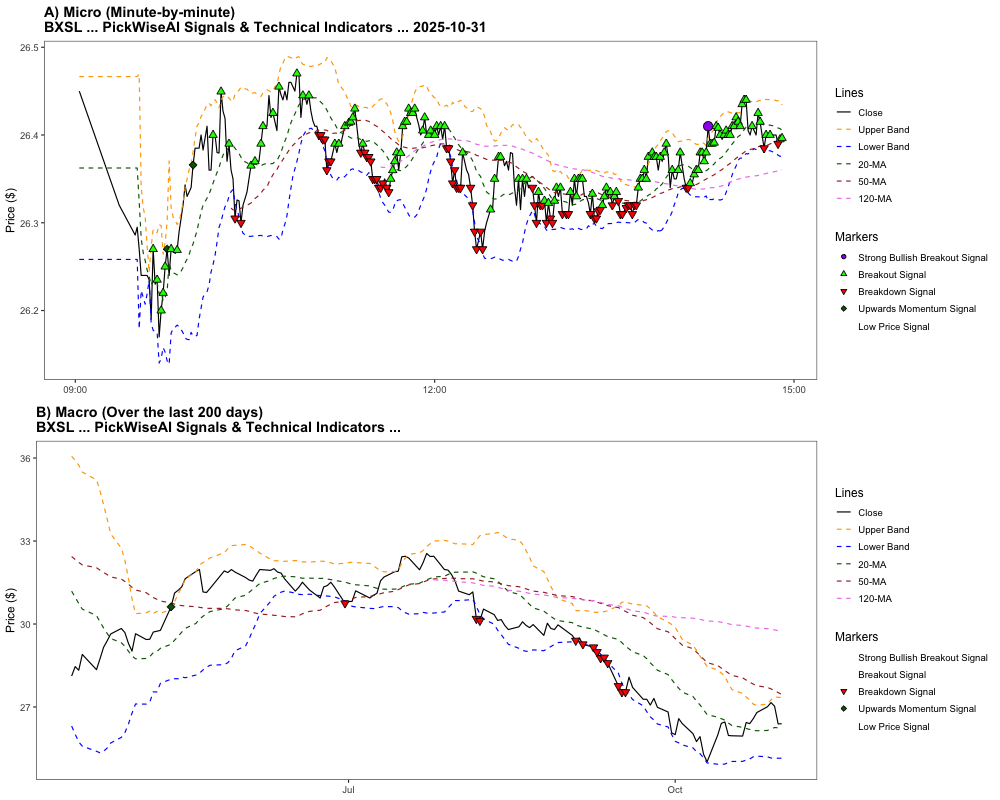 A) Micro (Minute-by-minute)
BXSL ... PickWiseAI Signals & Technical Indicators ... 2025-10-31
26.5
26.4
26.3
26.2
Price ($)
09:00
12:00
15:00
Lines
Close
Upper Band
Lower Band
20-MA
50-MA
120-MA
Markers
Strong Bullish Breakout Signal
Breakout Signal
Breakdown Signal
Upwards Momentum Signal
Low Price Signal
B) Macro (Over the last 200 days)
BXSL ... PickWiseAI Signals & Technical Indicators ...
36
33
30
27
Price ($)
Jul
Oct
Lines
Close
Upper Band
Lower Band
20-MA
50-MA
120-MA
Markers
Strong Bullish Breakout Signal
Breakout Signal
Breakdown Signal
Upwards Momentum Signal
Low Price Signal